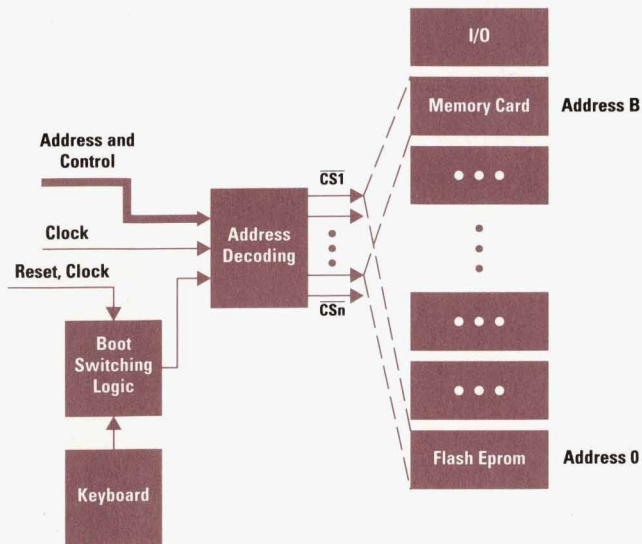 I/O
Memory Card
Address B
Address and
Control
CS1
Clock
Address
Decoding
Reset, Clock
CSn
Boot
Switching
Logic
Flash Eprom
Address 0
Keyboard